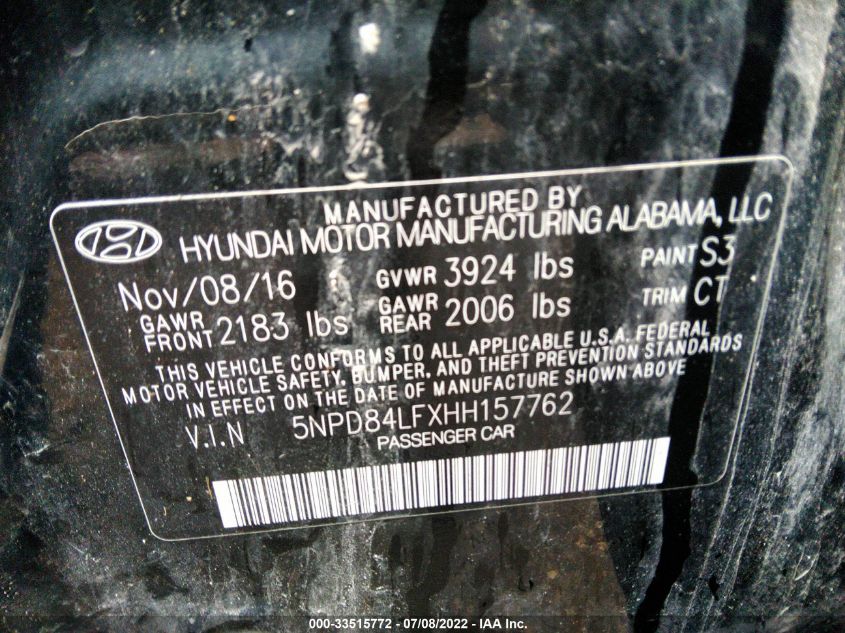 MANUFACTURED BY
HYUNDAI MOTOR MANUFACTURING ALABAMA, LLC
Nov/08/16 GVWR 3924 lbs PAINT S3
GAWR FRONT 2183 lbs GAWR REAR 2006 lbs TRIM CT
THIS VEHICLE CONFORMS TO ALL APPLICABLE U.S.A. FEDERAL
MOTOR VEHICLE SAFETY, BUMPER, AND THEFT PREVENTION STANDARDS
IN EFFECT ON THE DATE OF MANUFACTURE SHOWN ABOVE
V.I.N 5NPD84LFXHH157762
PASSENGER CAR
000-33515772 - 07/08/2022 - IAA Inc.